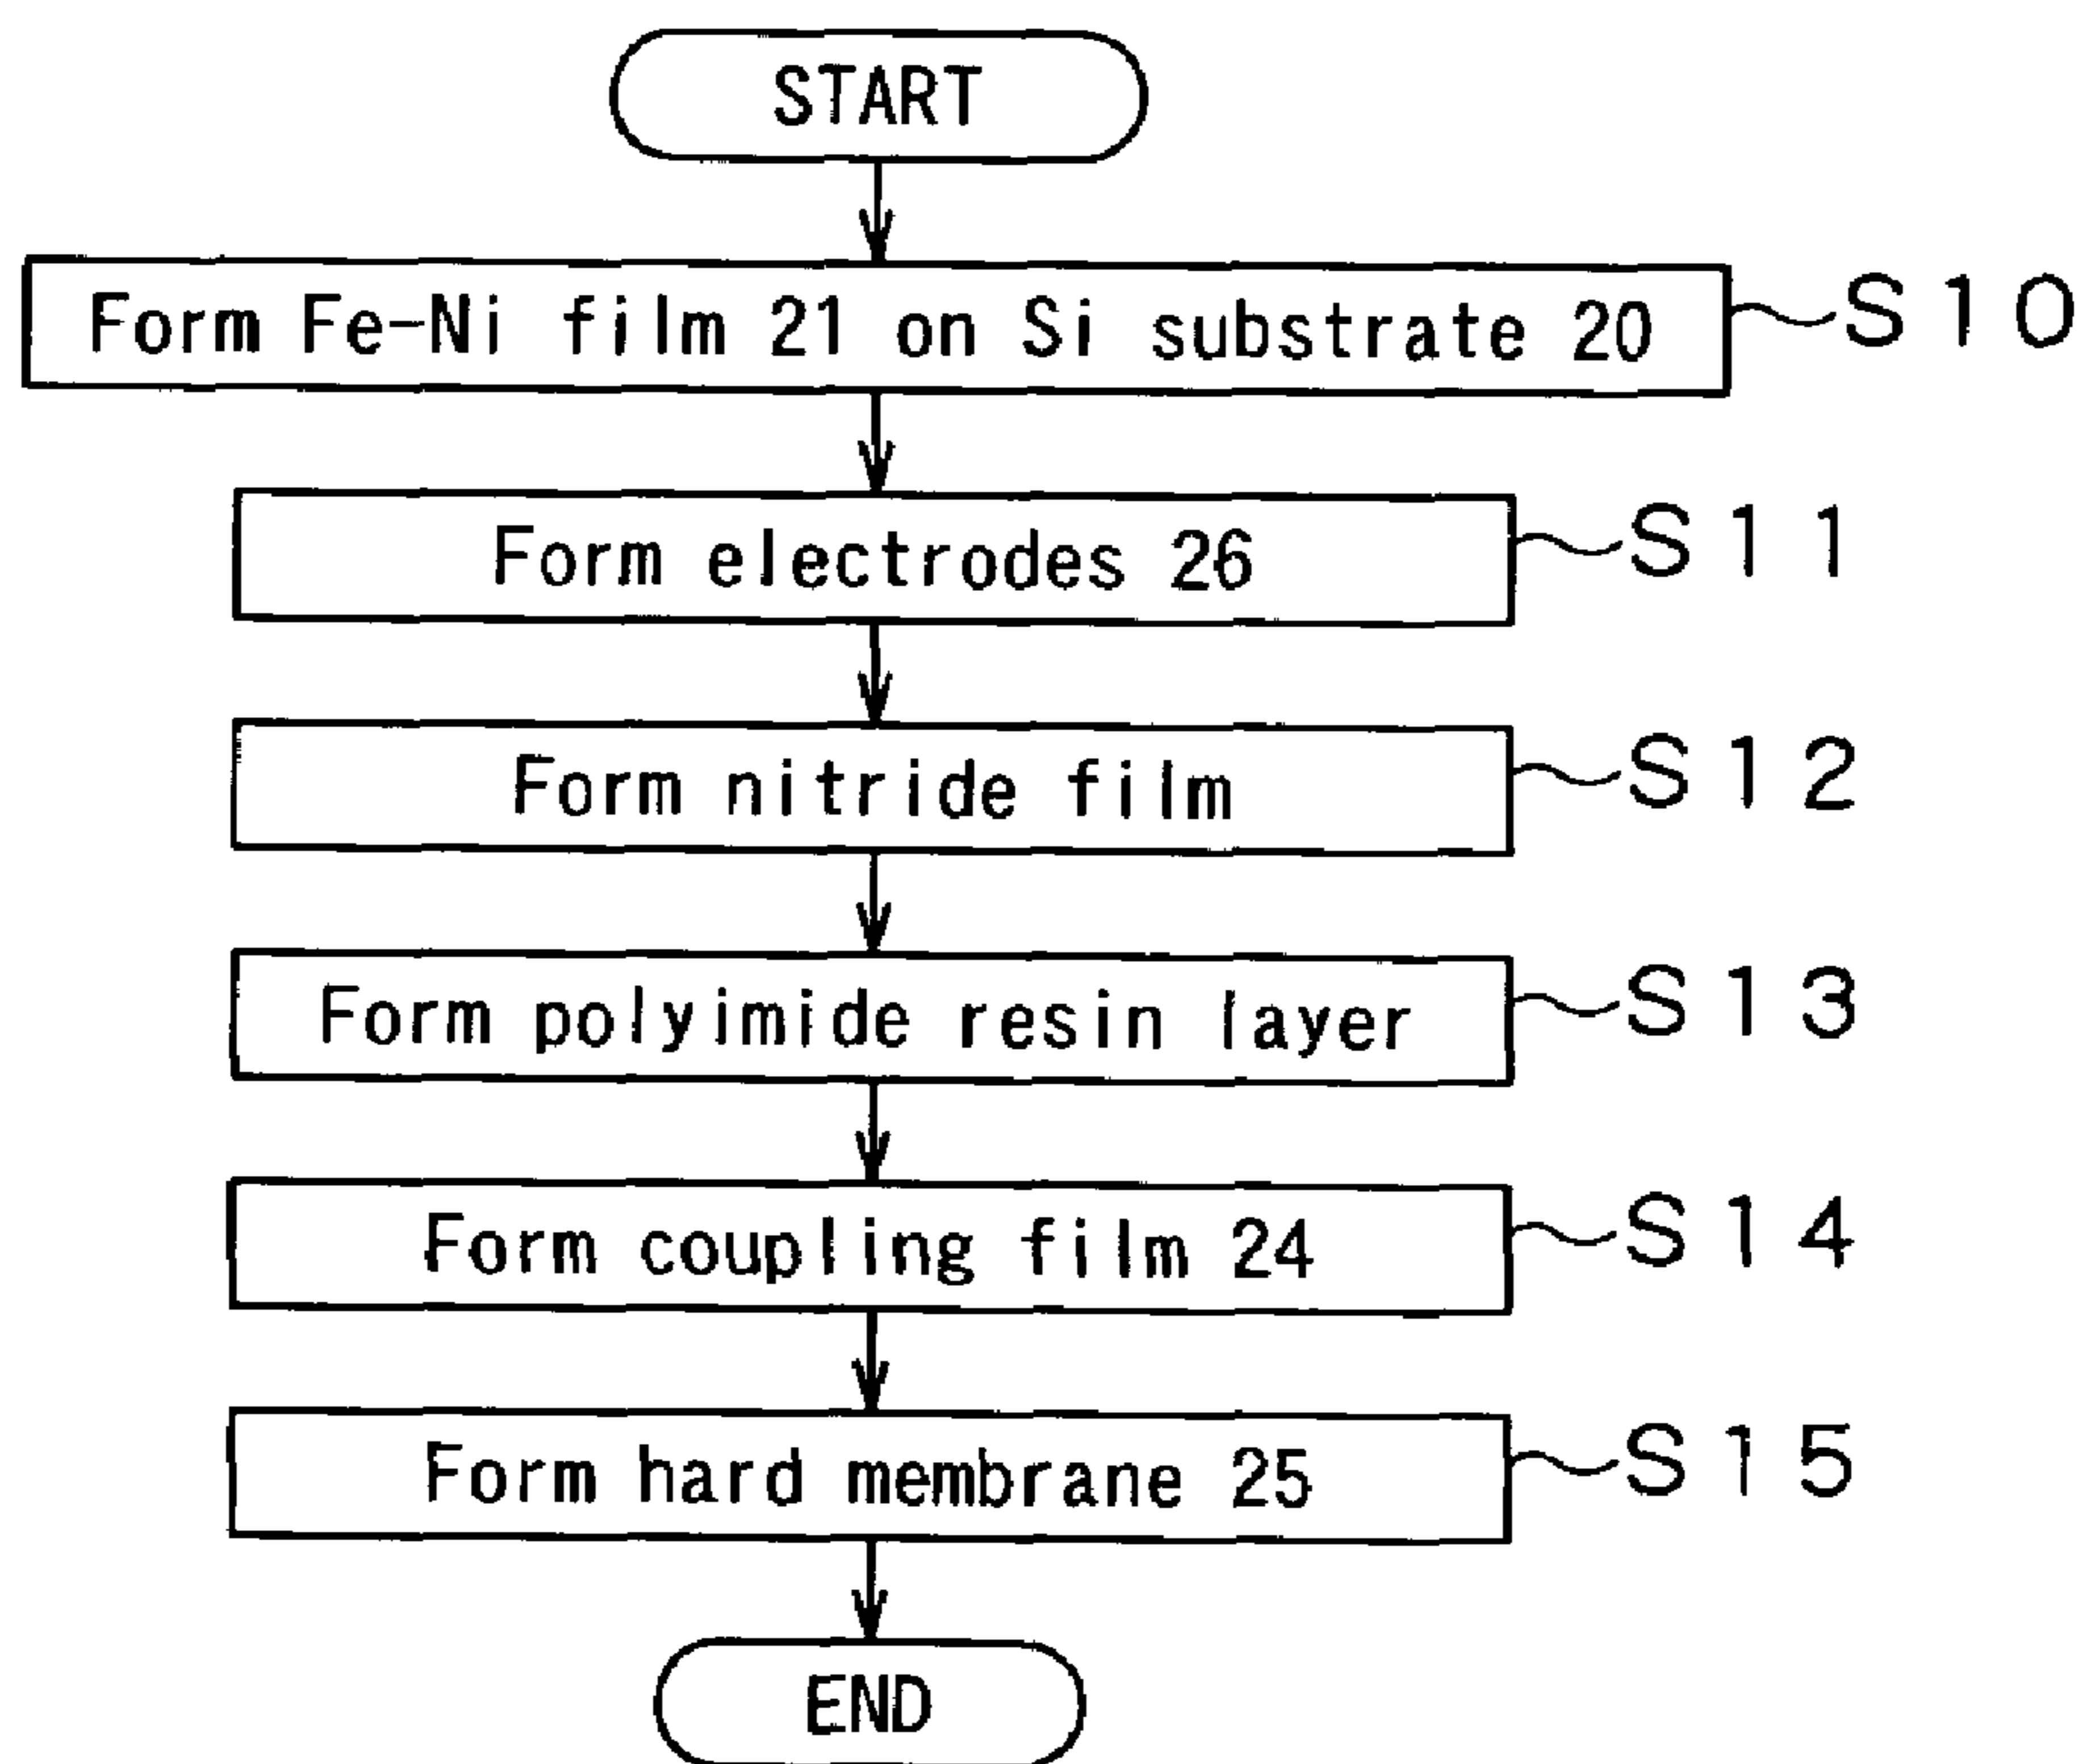 START
Form Fe-Ni film 21 on Si substrate 20 S10
Form electrodes 26 S11
Form nitride film S12
Form polyimide resin layer S13
Form coupling film 24 S14
Form hard membrane 25 S15
END